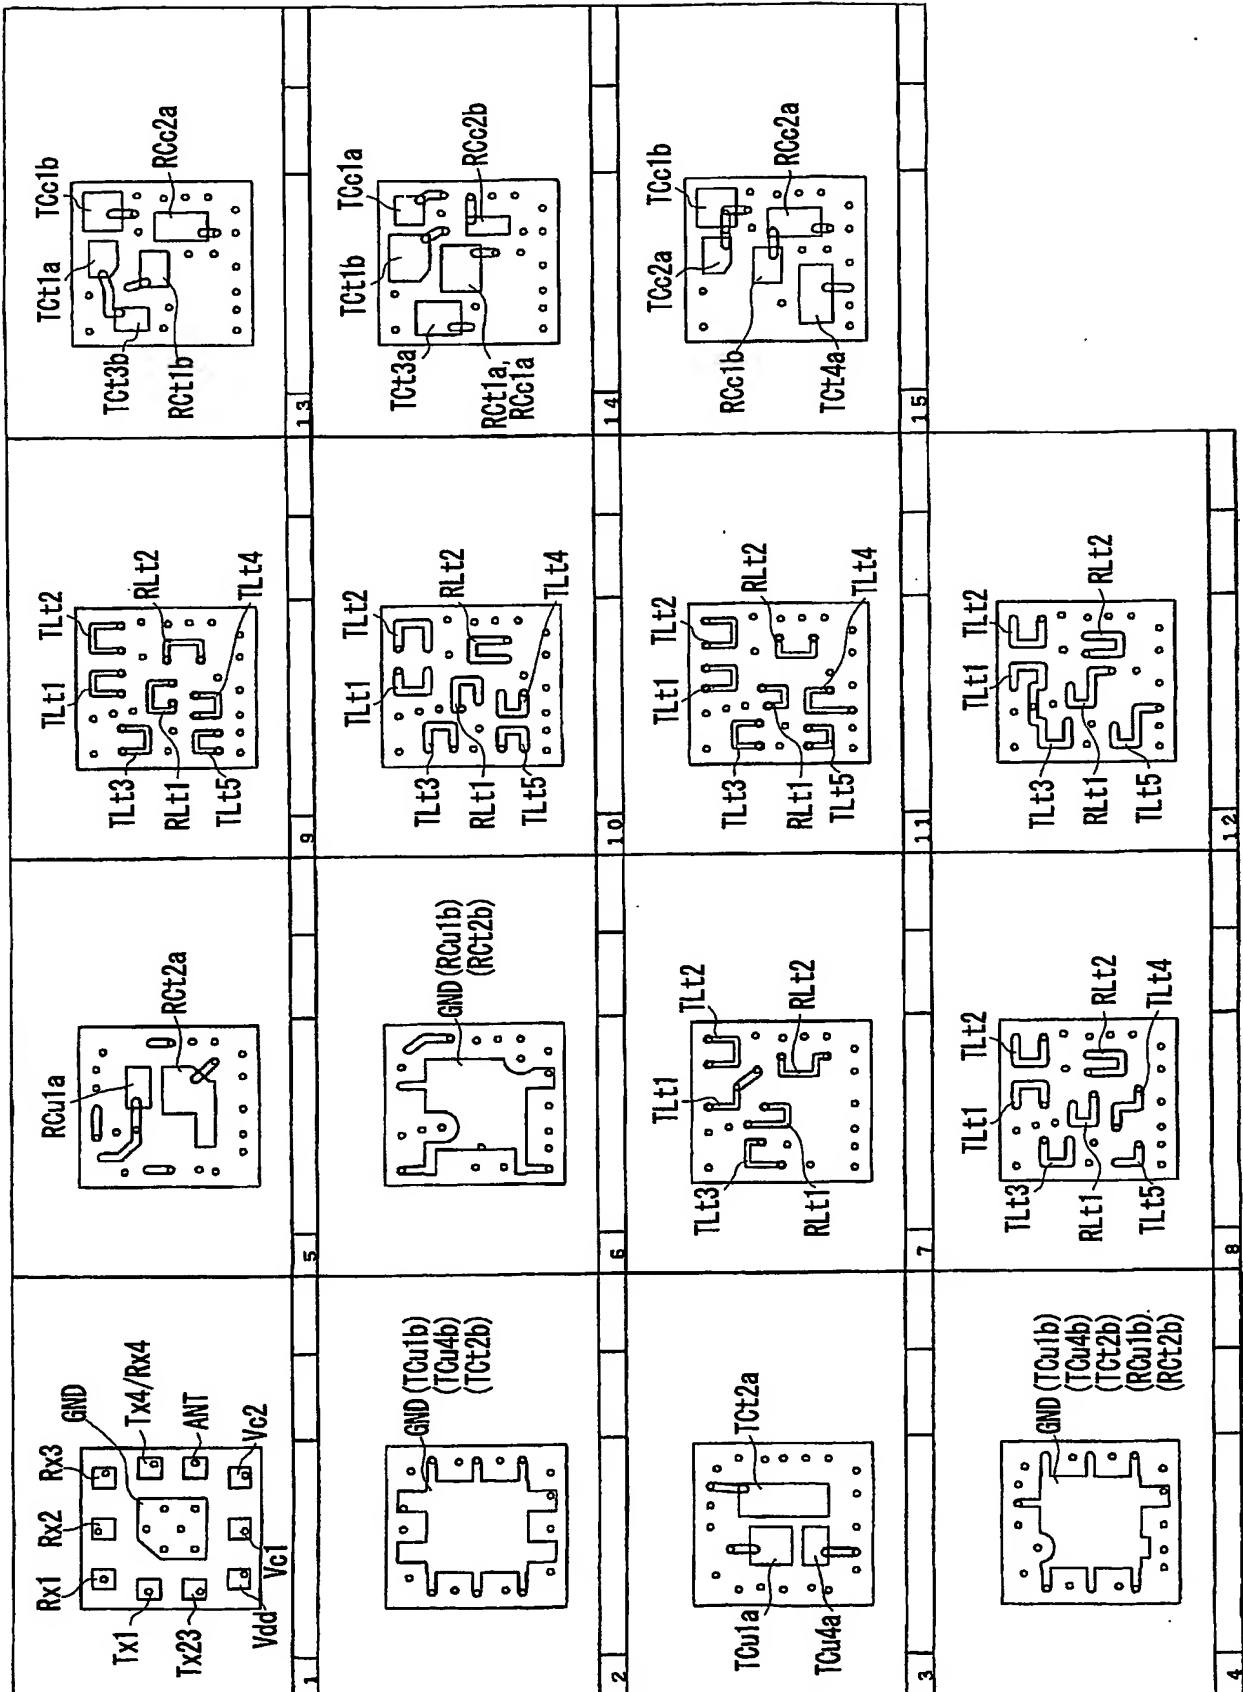 Rx1
Rx2
Rx3
GND
Tx4/Rx4
ANT
Vc2
Tx1
Tx23
Vdd
Vc1
1
GND(TCu1b)
(TCu4b)
(TCt2b)
2
TCt2a
TCu1a
TCu4a
3
GND(TCu1b)
(TCu4b)
(TCt2b)
(RCu1b)
(RCt2b)
4
RCu1a
RCt2a
5
GND(RCu1b)
(RCt2b)
6
TLt1
TLt2
RLt2
TLt3
RLt1
7
TLt1
TLt2
RLt2
TLt4
TLt3
RLt1
TLt5
8
TLt1
TLt2
RLt2
TLt4
TLt3
RLt1
TLt5
9
TLt1
TLt2
RLt2
TLt4
TLt3
RLt1
TLt5
10
TLt1
TLt2
RLt2
TLt4
TLt3
RLt1
TLt5
11
TLt1
TLt2
RLt2
TLt3
RLt1
TLt5
12
TCt1a
TCc1b
RCc2a
TCt3b
RCt1b
13
TCt1b
TCc1a
RCc2b
TCt3a
RCt1a,
RCc1a
14
TCc2a
TCc1b
RCc2a
RCc1b
TCt4a
15